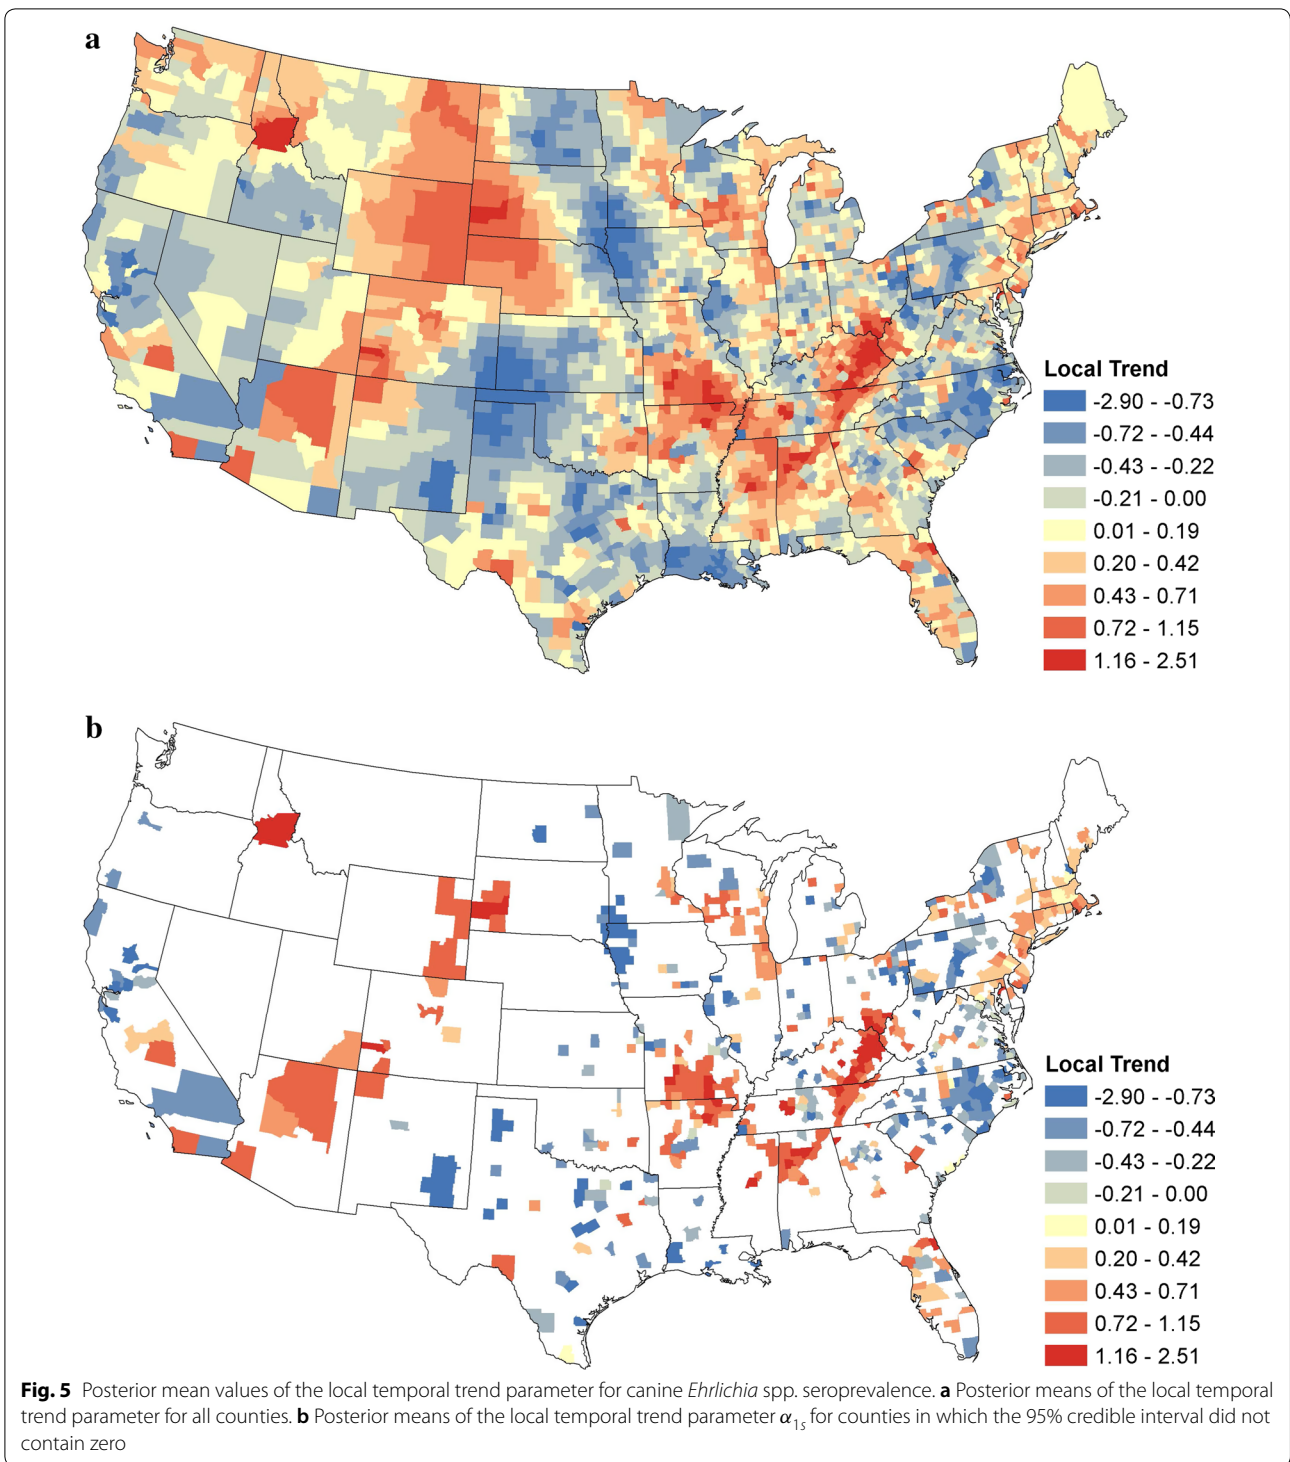 a
Local Trend
-2.90 - -0.73
-0.72 - -0.44
-0.43 - -0.22
-0.21 - 0.00
0.01 - 0.19
0.20 - 0.42
0.43 - 0.71
0.72 - 1.15
1.16 - 2.51
b
Local Trend
-2.90 - -0.73
-0.72 - -0.44
-0.43 - -0.22
-0.21 - 0.00
0.01 - 0.19
0.20 - 0.42
0.43 - 0.71
0.72 - 1.15
1.16 - 2.51
Fig. 5 Posterior mean values of the local temporal trend parameter for canine Ehrlichia spp. seroprevalence. a Posterior means of the local temporal
trend parameter for all counties. b Posterior means of the local temporal trend parameter α1s for counties in which the 95% credible interval did not
contain zero